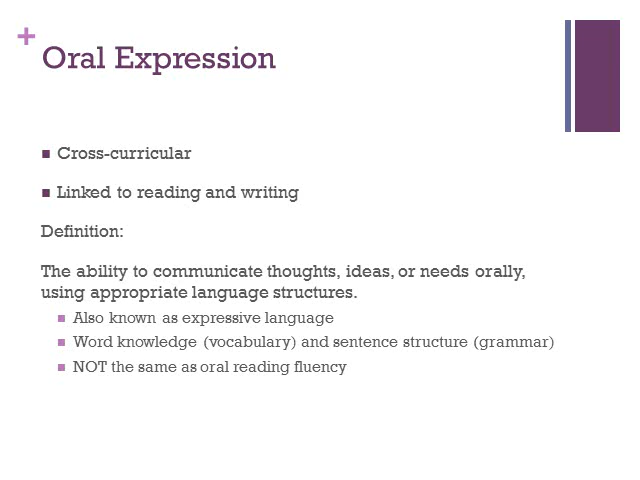 +
Oral Expression
■ Cross-curricular
■ Linked to reading and writing
Definition:
The ability to communicate thoughts, ideas, or needs orally,
using appropriate language structures.
■ Also known as expressive language
■ Word knowledge (vocabulary) and sentence structure (grammar)
■ NOT the same as oral reading fluency